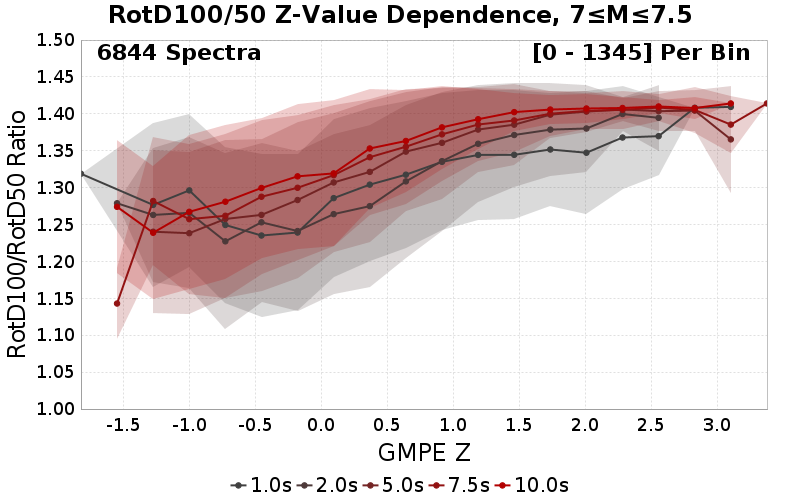 RotD100/50 Z-Value Dependence, 7≤M≤7.5
6844 Spectra
[0 - 1345] Per Bin
RotD100/RotD50 Ratio
1.50
1.45
1.40
1.35
1.30
1.25
1.20
1.15
1.10
1.05
1.00
-1.5 -1.0 -0.5 0.0 0.5 1.0 1.5 2.0 2.5 3.0
GMPE Z
1.0s 2.0s 5.0s 7.5s 10.0s